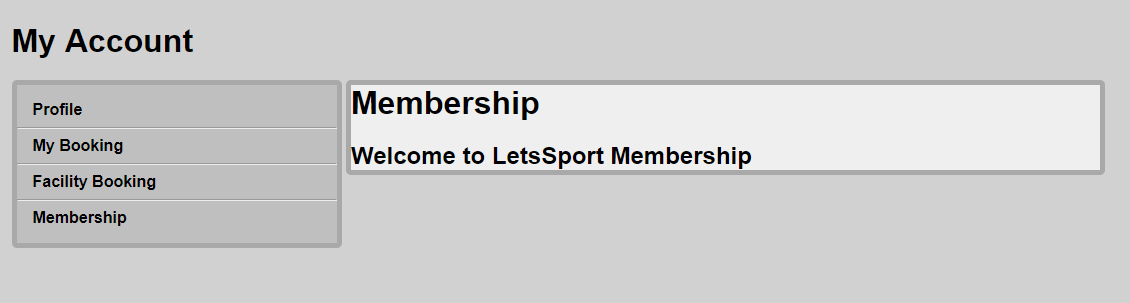 My Account
Profile
My Booking
Facility Booking
Membership
Membership
Welcome to LetsSport Membership